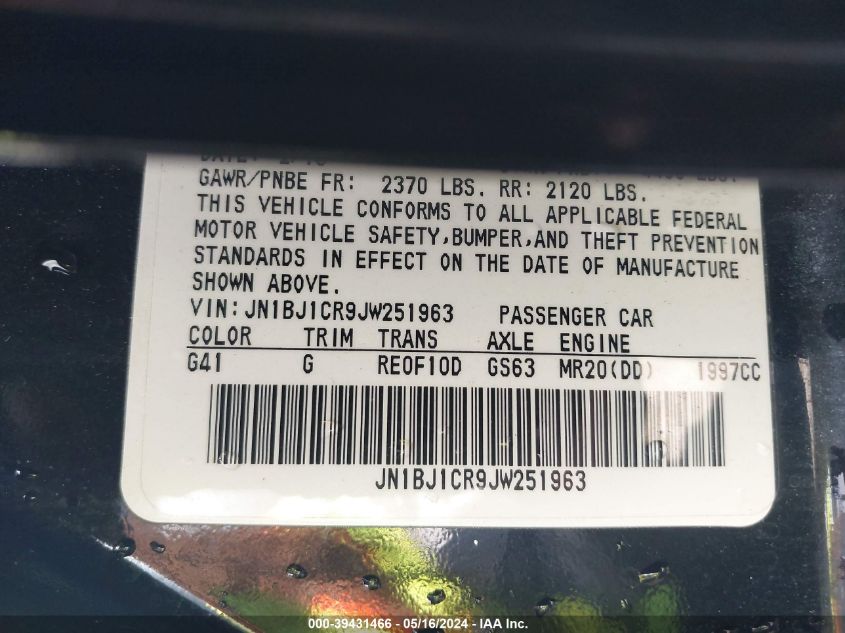 GAWR/PNBE FR: 2370 LBS. RR: 2120 LBS.
THIS VEHICLE CONFORMS TO ALL APPLICABLE FEDERAL
MOTOR VEHICLE SAFETY,BUMPER,AND THEFT PREVENTION
STANDARDS IN EFFECT ON THE DATE OF MANUFACTURE
SHOWN ABOVE.
VIN:JN1BJ1CR9JW251963 PASSENGER CAR
COLOR TRIM TRANS AXLE ENGINE
G41 G RE0F10D GS63 MR20(DD) 1997CC
JN1BJ1CR9JW251963
000-39431466 - 05/16/2024 - IAA Inc.